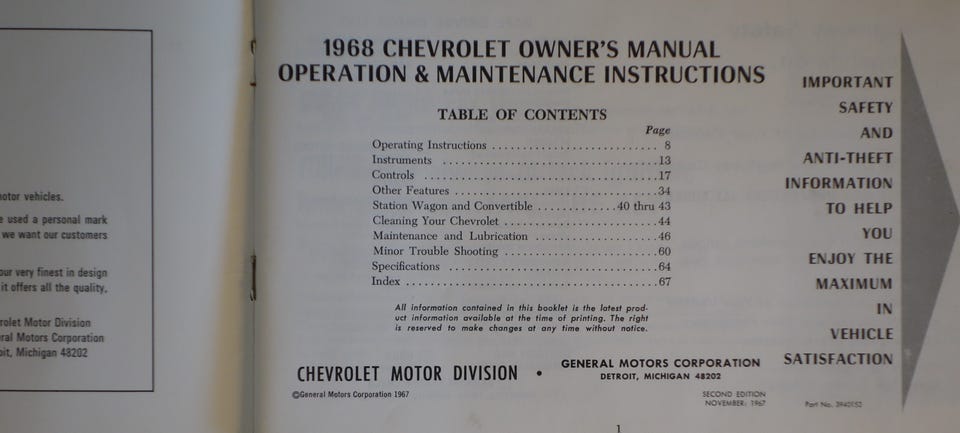 otor vehicles.
e used a personal mark
we want our customers
our very finest in design
it offers all the quality,
rolet Motor Division
ral Motors Corporation
oit, Michigan 48202
1968 CHEVROLET OWNER'S MANUAL
OPERATION & MAINTENANCE INSTRUCTIONS
TABLE OF CONTENTS
Page
Operating Instructions . . . . . . . . . . . . . . . . . . . . . . . . . . 8
Instruments . . . . . . . . . . . . . . . . . . . . . . . . . . . . . . . . . . 13
Controls . . . . . . . . . . . . . . . . . . . . . . . . . . . . . . . . . . . . . 17
Other Features . . . . . . . . . . . . . . . . . . . . . . . . . . . . . . . . 34
Station Wagon and Convertible . . . . . . . . . . . . . 40 thru 43
Cleaning Your Chevrolet . . . . . . . . . . . . . . . . . . . . . . . . 44
Maintenance and Lubrication . . . . . . . . . . . . . . . . . . . 46
Minor Trouble Shooting . . . . . . . . . . . . . . . . . . . . . . . . . 60
Specifications . . . . . . . . . . . . . . . . . . . . . . . . . . . . . . . . . 64
Index . . . . . . . . . . . . . . . . . . . . . . . . . . . . . . . . . . . . . . . . 67
All information contained in this booklet is the latest prod-
uct information available at the time of printing. The right
is reserved to make changes at any time without notice.
CHEVROLET MOTOR DIVISION • GENERAL MOTORS CORPORATION
DETROIT, MICHIGAN 48202
©General Motors Corporation 1967
SECOND EDITION
NOVEMBER: 1967
Part No.
1
IMPORTANT
SAFETY
AND
ANTI-THEFT
INFORMATION
TO HELP
YOU
ENJOY THE
MAXIMUM
IN
VEHICLE
SATISFACTION